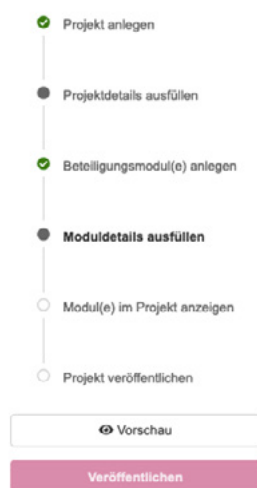 Projekt anlegen
Projektdetails ausfüllen
Beteiligungsmodul(e) anlegen
Moduldetails ausfüllen
Modul(e) im Projekt anzeigen
Projekt veröffentlichen
Vorschau
Veröffentlichen